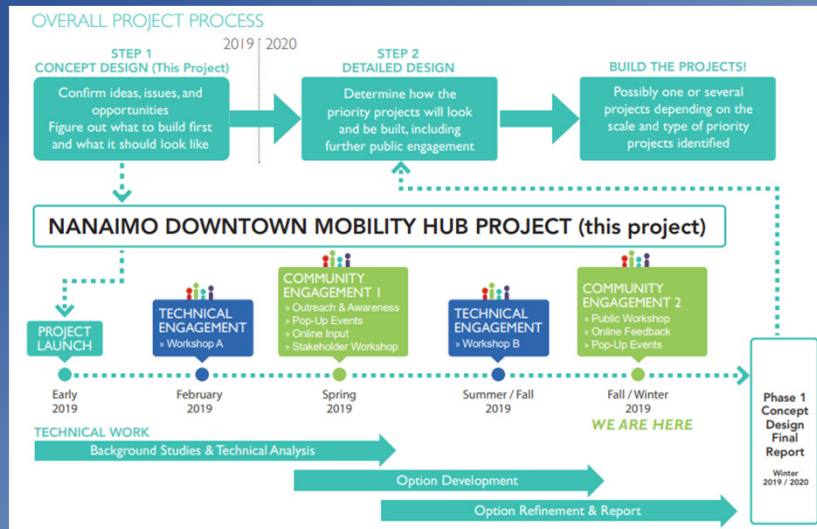 OVERALL PROJECT PROCESS
2019 2020
STEP 1
CONCEPT DESIGN (This Project)
Confirm ideas, issues, and
opportunities
Figure out what to build first
and what it should look like
STEP 2
DETAILED DESIGN
Determine how the
priority projects will look
and be built, including
further public engagement
BUILD THE PROJECTS!
Possibly one or several
projects depending on the
scale and type of priority
projects identified
NANAIMO DOWNTOWN MOBILITY HUB PROJECT (this project)
PROJECT
LAUNCH
Early
2019
TECHNICAL
ENGAGEMENT
» Workshop A
February
2019
COMMUNITY
ENGAGEMENT 1
» Outreach & Awareness
» Pop-Up Events
» Online Input
» Stakeholder Workshop
Spring
2019
TECHNICAL
ENGAGEMENT
» Workshop B
Summer / Fall
2019
COMMUNITY
ENGAGEMENT 2
» Public Workshop
» Online Feedback
» Pop-Up Events
Fall / Winter
2019
WE ARE HERE
Phase 1
Concept
Design
Final
Report
Winter
2019 / 2020
TECHNICAL WORK
Background Studies & Technical Analysis
Option Development
Option Refinement & Report